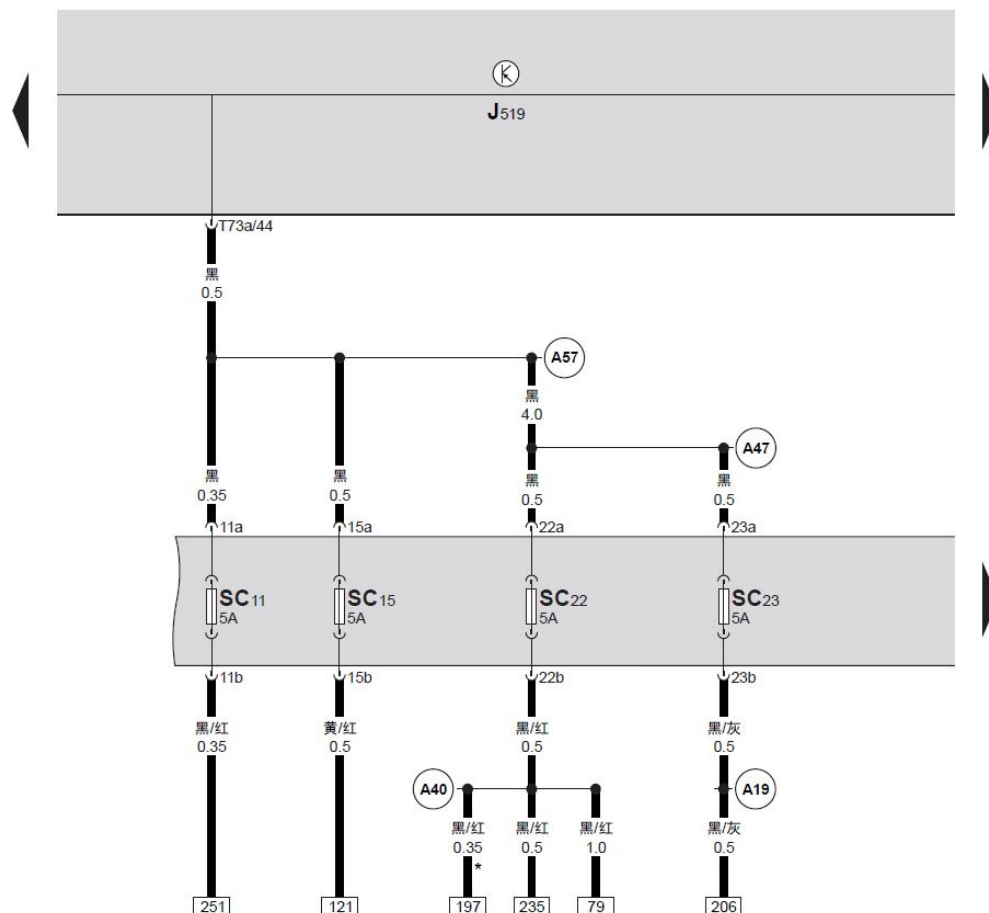 J519
T73a/44
黑
0.5
A57
黑
4.0
A47
黑 黑 黑 黑
0.35 0.5 0.5 0.5
11a 15a 22a 23a
SC11 SC15 SC22 SC23
5A 5A 5A 5A
11b 15b 22b 23b
黑/红 黄/红 黑/红 黑/灰
0.35 0.5 0.5 0.5
A40 A19
黑/红 黑/红 黑/红 黑/灰
0.35 0.5 1.0 0.5
*
251 121 197 235 79 206